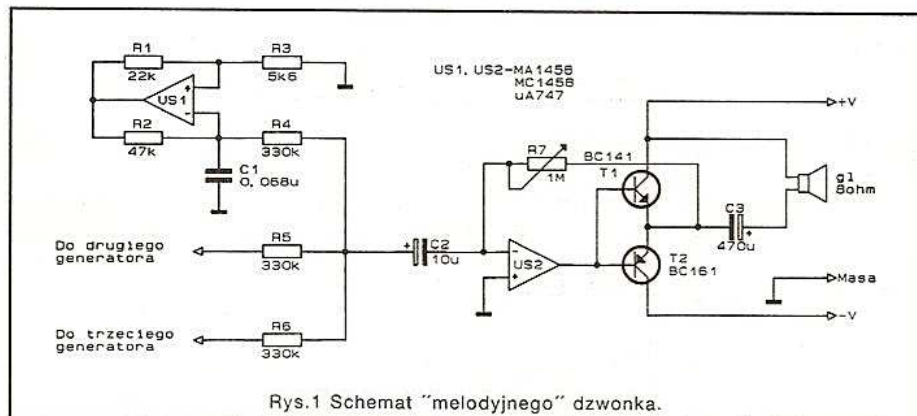 R1
22k
R3
5k6
US1
+
-
R2
47k
R4
330k
C1
0,068u
US1, US2-MA1458
MC1458
uA747
+V
R7
1M
BC141
T1
gł
8ohm
C3
470u
+
Do drugiego
generatora
R5
330k
+
C2
10u
-
+
US2
T2
BC161
Masa
-V
Do trzeciego
generatora
R6
330k
Rys.1 Schemat "melodyjnego" dzwonka.